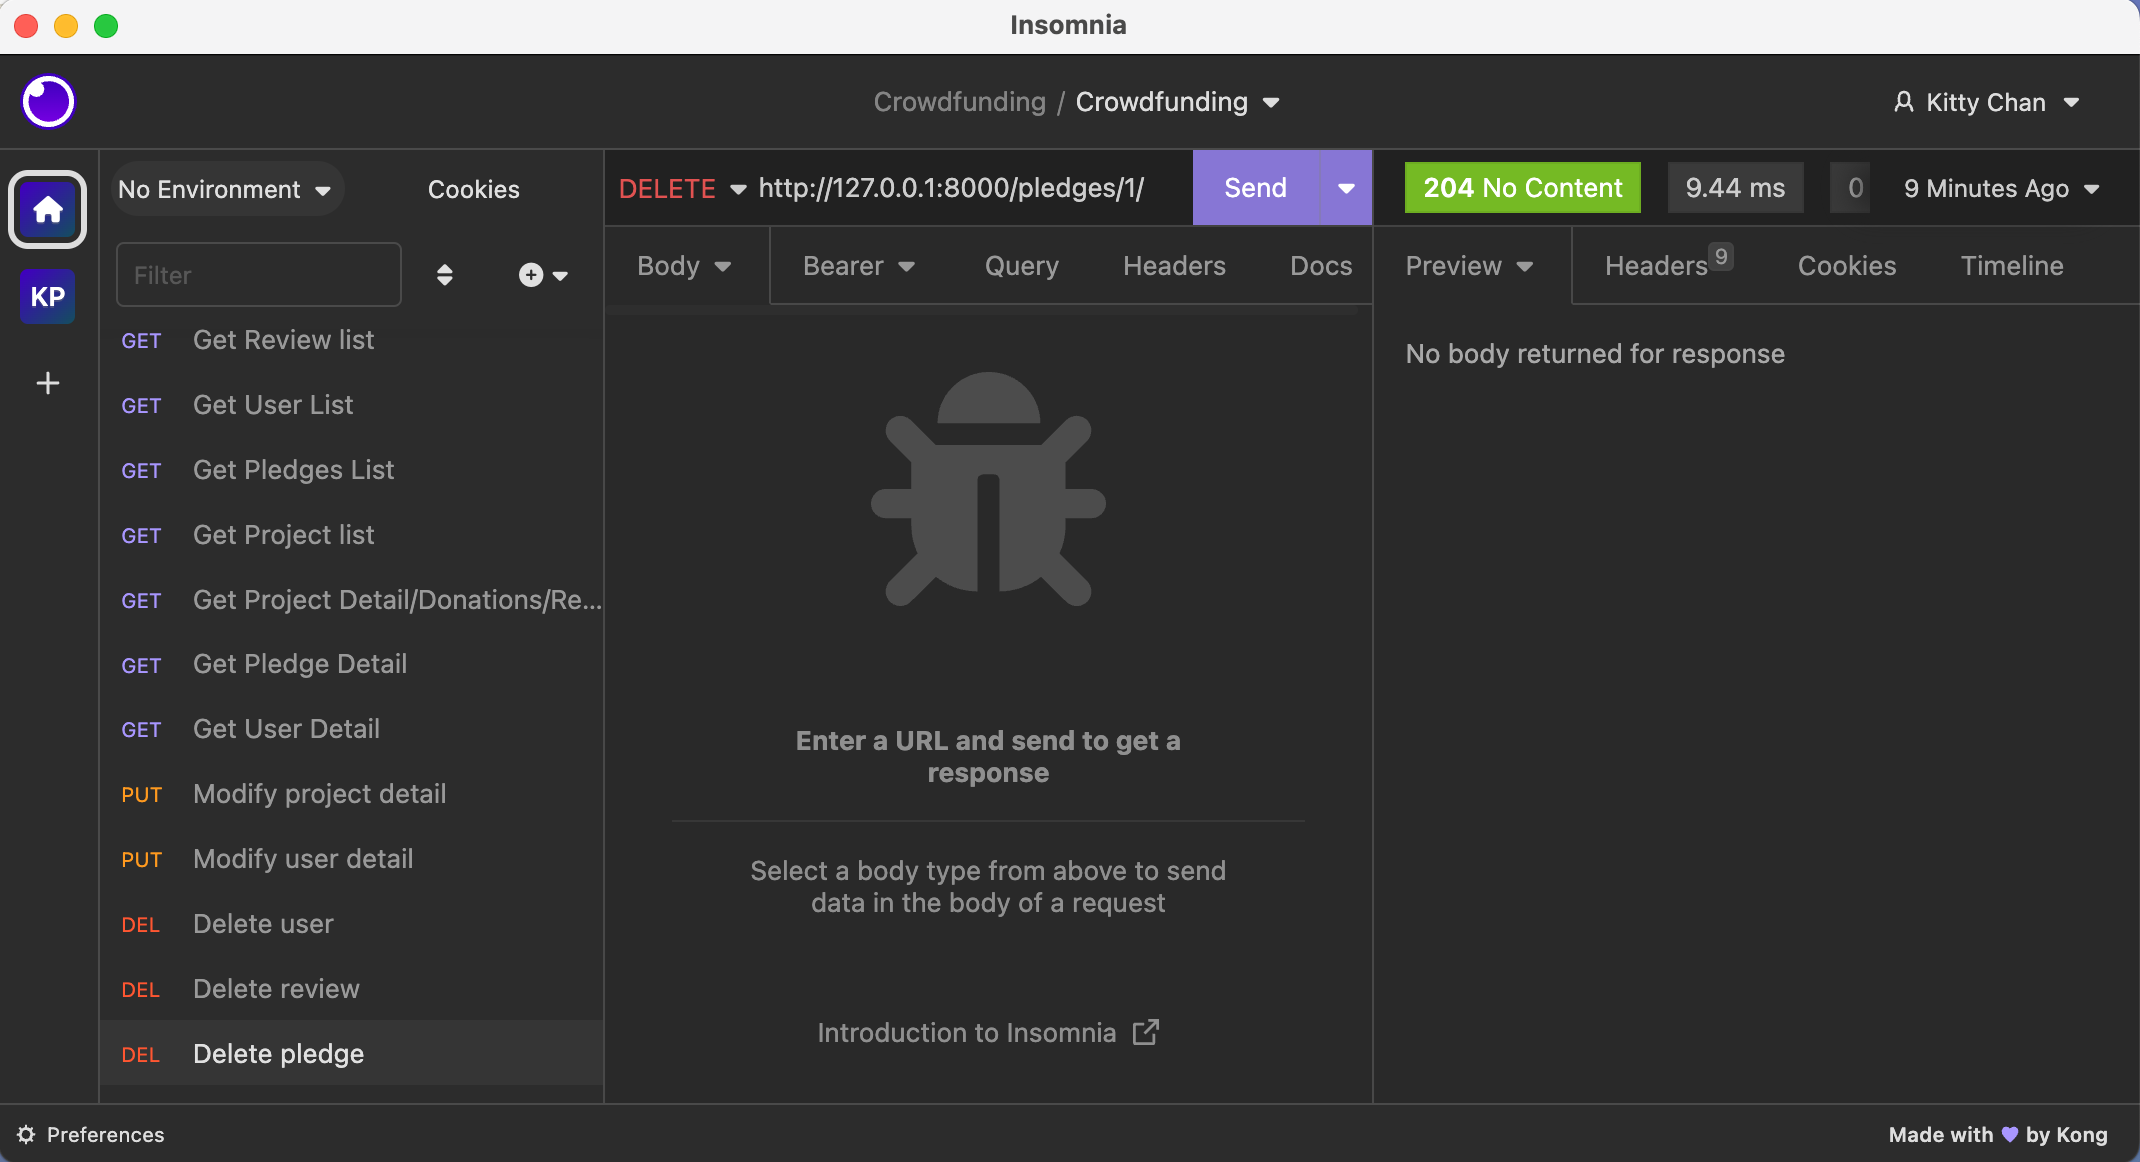 Insomnia
Crowdfunding / Crowdfunding
Kitty Chan
KP
No Environment
Cookies
Filter
GET Get Review list
GET Get User List
GET Get Pledges List
GET Get Project list
GET Get Project Detail/Donations/Re...
GET Get Pledge Detail
GET Get User Detail
PUT Modify project detail
PUT Modify user detail
DEL Delete user
DEL Delete review
DEL Delete pledge
DELETE http://127.0.0.1:8000/pledges/1/ Send
Body Bearer Query Headers Docs
Enter a URL and send to get a
response
Select a body type from above to send
data in the body of a request
Introduction to Insomnia
204 No Content 9.44 ms 0 9 Minutes Ago
Preview Headers 9 Cookies Timeline
No body returned for response
Preferences
Made with 💜 by Kong